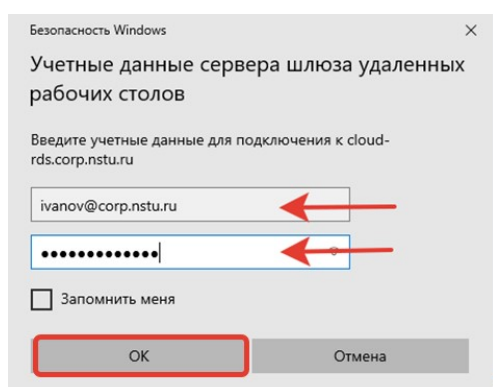 Безопасность Windows
Учетные данные сервера шлюза удаленных
рабочих столов
Введите учетные данные для подключения к cloud-
rds.corp.nstu.ru
ivanov@corp.nstu.ru
•••••••••••••
Запомнить меня
ОК
Отмена